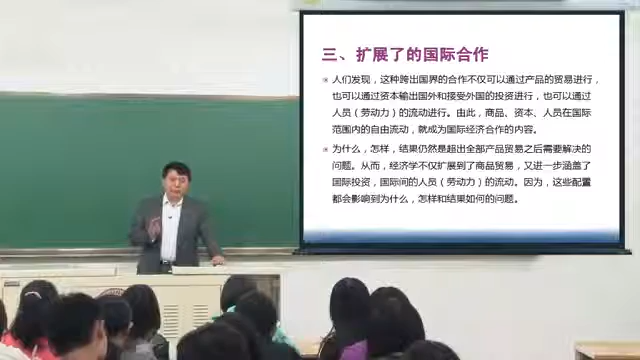 三、扩展了的国际合作
人们发现，这种跨出国界的合作不仅可以通过产品的贸易进行，
也可以通过资本输出国外和接受外国的投资进行，也可以通过
人员（劳动力）的流动进行。由此，商品、资本、人员在国际
范围内的自由流动，就成为国际经济合作的内容。
为什么，怎样，结果仍然是超出全部产品贸易之后需要解决的
问题。从而，经济学不仅扩展到了商品贸易，又进一步涵盖了
国际投资，国际间的人员（劳动力）的流动。因为，这些配置
都会影响到为什么，怎样和结果如何的问题。